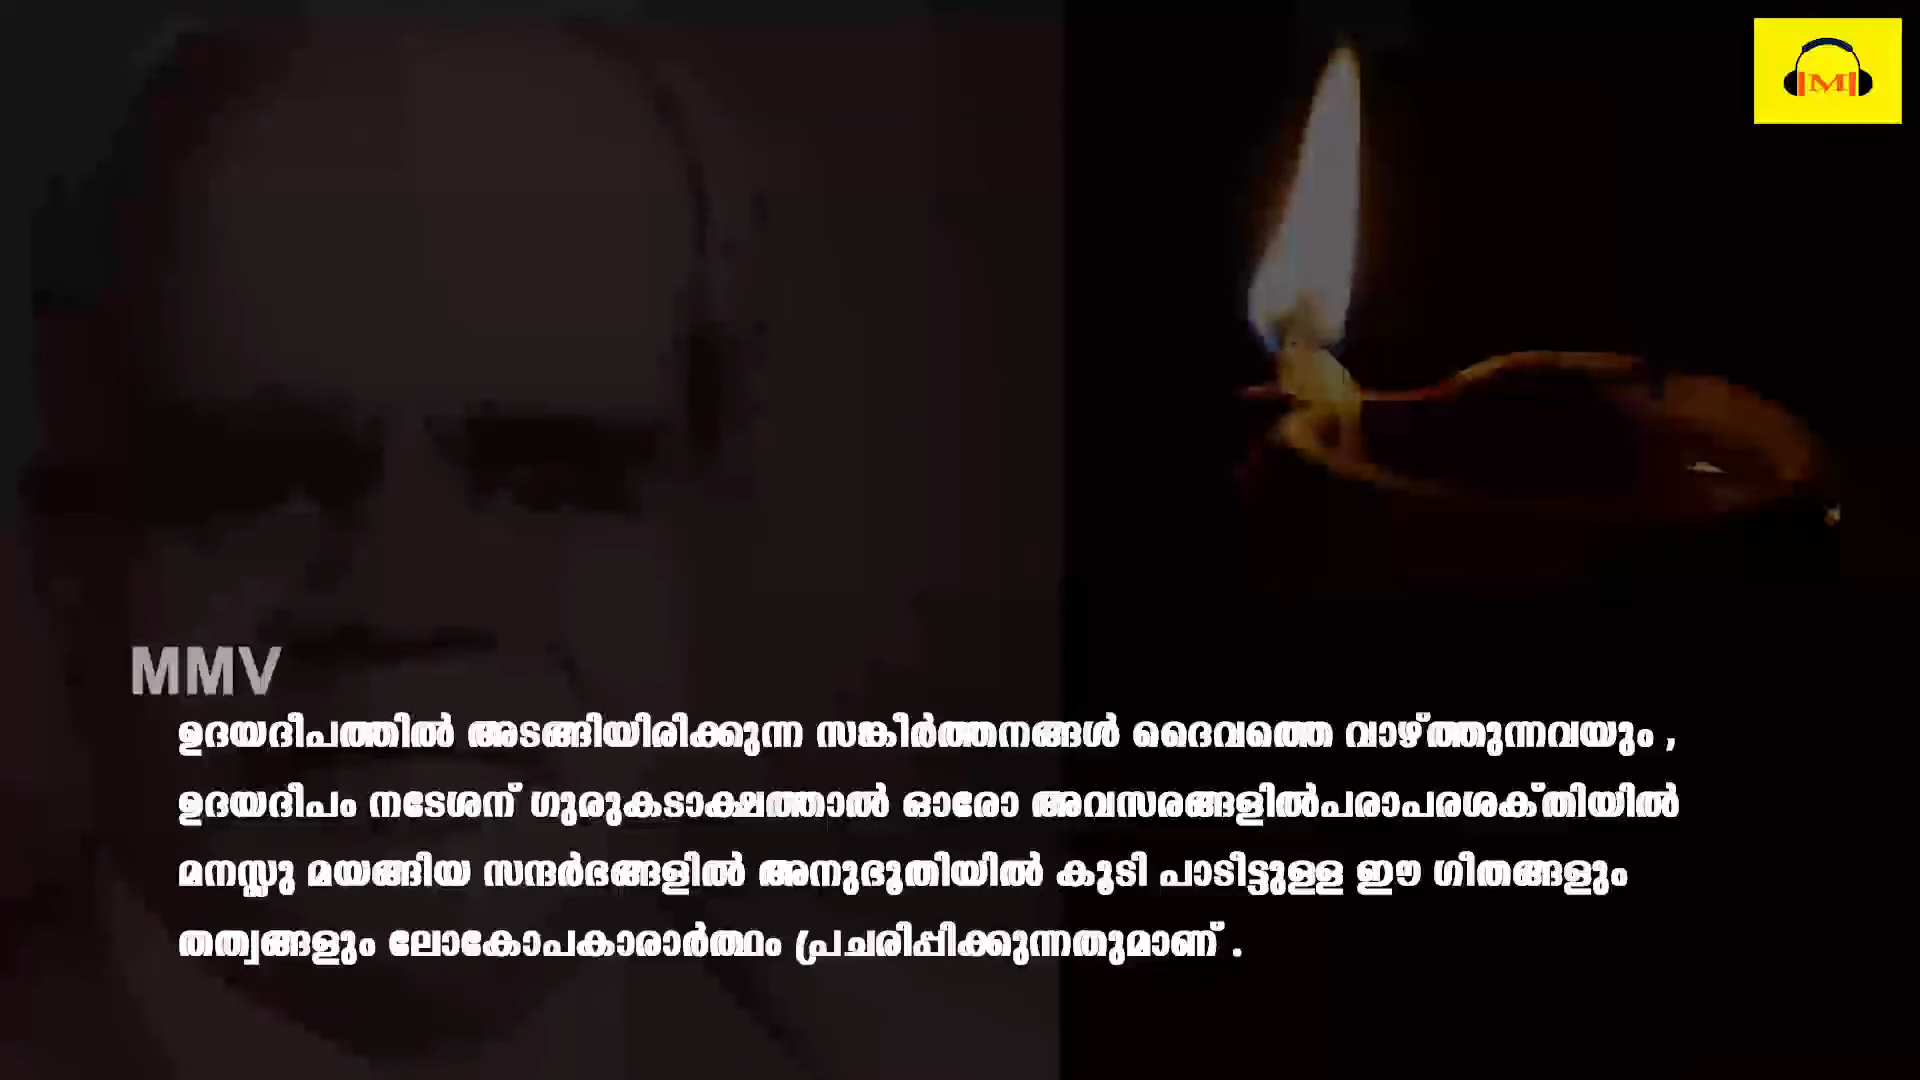 M
MMV
ഉദയദീപത്തിൽ അടങ്ങിയിരിക്കുന്ന സങ്കീർത്തനങ്ങൾ ദൈവത്തെ വാഴ്ത്തുന്നവയും ,
ഉദയദീപം നടേശന് ഗുരുകടാക്ഷത്താൽ ഓരോ അവസരങ്ങളിൽപരാപരശക്തിയിൽ
മനസ്സു മയങ്ങിയ സന്ദർഭങ്ങളിൽ അനുഭൂതിയിൽ കൂടി പാടീട്ടുള്ള ഈ ഗീതങ്ങളും
തത്വങ്ങളും ലോകോപകാരാർത്ഥം പ്രചരിപ്പിക്കുന്നതുമാണ് .